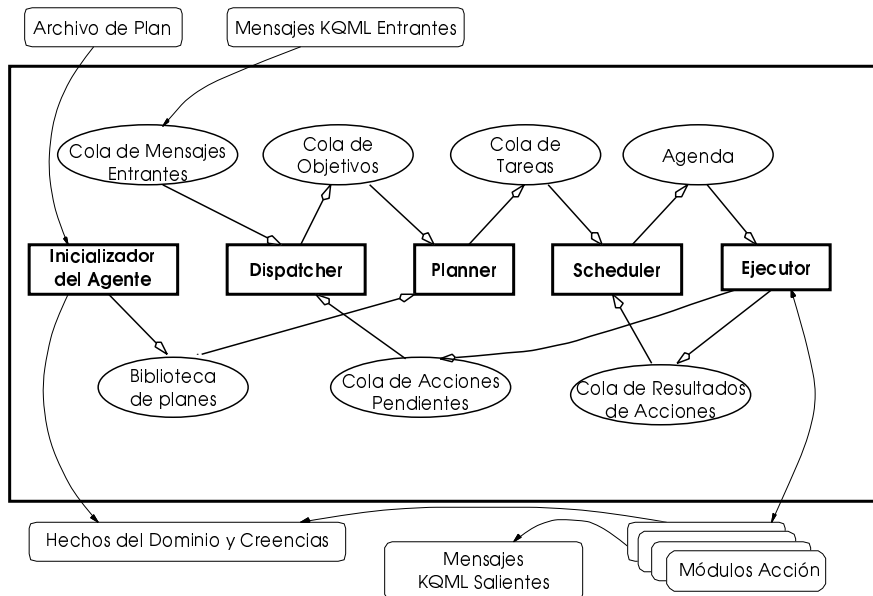 Archivo de Plan
Mensajes KQML Entrantes
Cola de Mensajes
Entrantes
Cola de
Objetivos
Cola de
Tareas
Agenda
Inicializador
del Agente
Dispatcher
Planner
Scheduler
Ejecutor
Biblioteca
de planes
Cola de Acciones
Pendientes
Cola de Resultados
de Acciones
Hechos del Dominio y Creencias
Mensajes
KQML Salientes
Módulos Acción